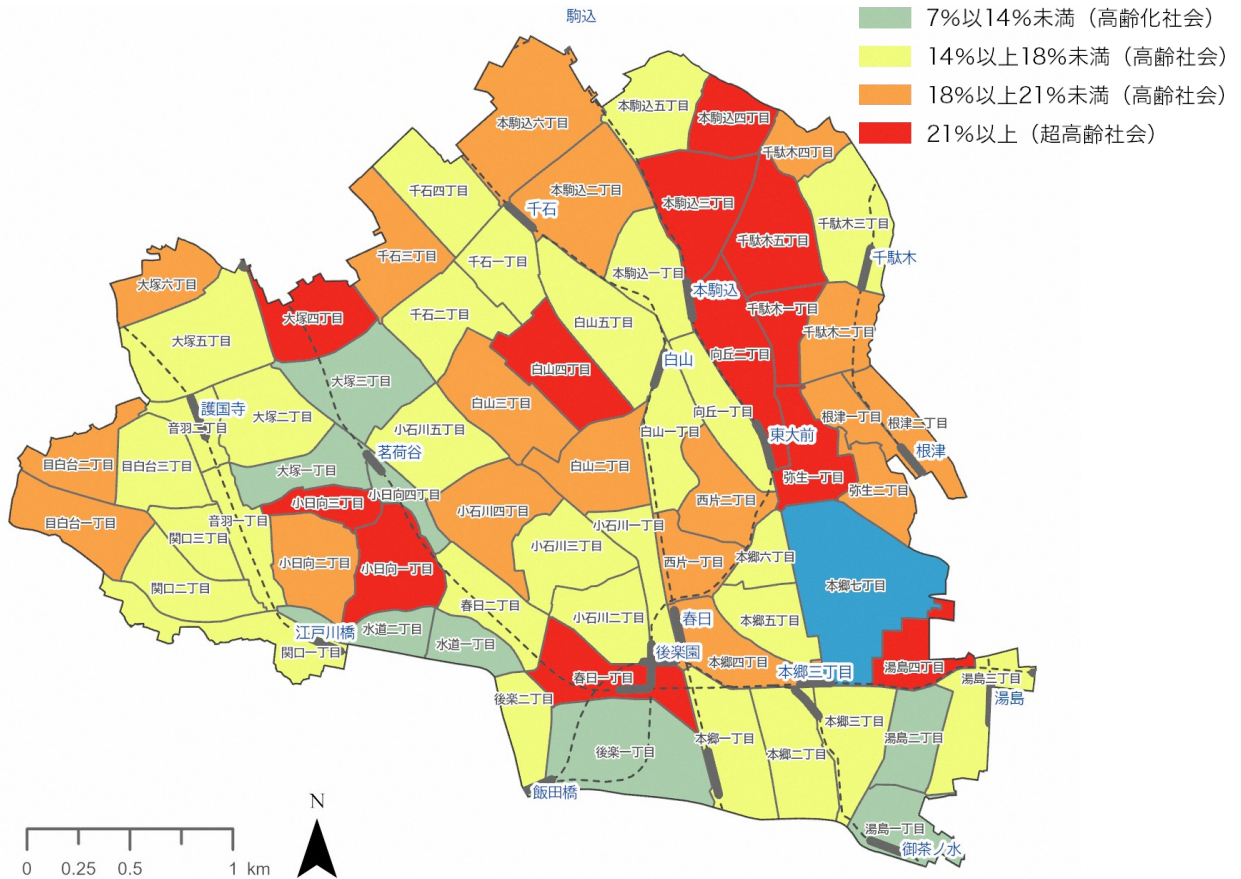 駒込
7%以14%未満（高齢化社会）
14%以上18%未満（高齢社会）
18%以上21%未満（高齢社会）
21%以上（超高齢社会）
本駒込五丁目
本駒込四丁目
本駒込六丁目
千駄木四丁目
千石四丁目
本駒込二丁目
本駒込三丁目
千石
千駄木三丁目
千駄木五丁目
千石三丁目
千石一丁目
千駄木
本駒込一丁目
大塚六丁目
本駒込
千駄木一丁目
大塚四丁目
千石二丁目
白山五丁目
千駄木二丁目
大塚五丁目
向丘二丁目
白山
白山四丁目
大塚三丁目
白山三丁目
護国寺
大塚二丁目
向丘一丁目
根津一丁目
根津二丁目
音羽二丁目
小石川五丁目
白山一丁目
東大前
根津
茗荷谷
目白台二丁目
目白台三丁目
白山二丁目
大塚一丁目
弥生一丁目
弥生二丁目
小日向四丁目
小日向三丁目
西片二丁目
小石川四丁目
目白台一丁目
音羽一丁目
小石川一丁目
関口三丁目
小石川三丁目
本郷六丁目
小日向二丁目
小日向一丁目
西片一丁目
関口二丁目
本郷七丁目
春日二丁目
小石川二丁目
春日
本郷五丁目
江戸川橋
水道二丁目
水道一丁目
関口一丁目
後楽園
本郷四丁目
本郷三丁目
湯島四丁目
春日一丁目
湯島三丁目
後楽二丁目
湯島
本郷三丁目
本郷一丁目
湯島二丁目
後楽一丁目
本郷二丁目
飯田橋
N
湯島一丁目
御茶ノ水
0 0.25 0.5 1 km